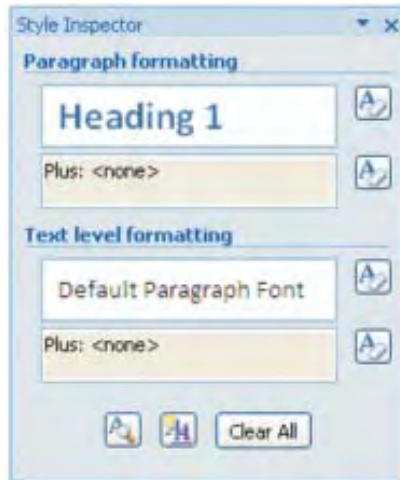 Style Inspector
Paragraph formatting
Heading 1
Plus: <none>
Text level formatting
Default Paragraph Font
Plus: <none>
Clear All